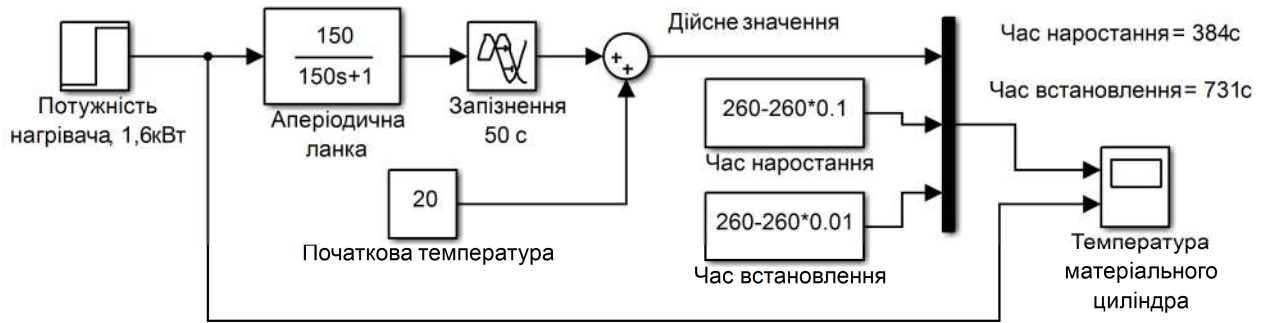 Дійсне значення
Час наростання = 384с
150
150s+1
+
+
Потужність
нагрівача, 1,6кВт
Аперіодична
ланка
Запізнення
50 с
260-260*0.1
Час встановлення= 731с
Час наростання
20
Початкова температура
260-260*0.01
Час встановлення
Температура
матеріального
циліндра